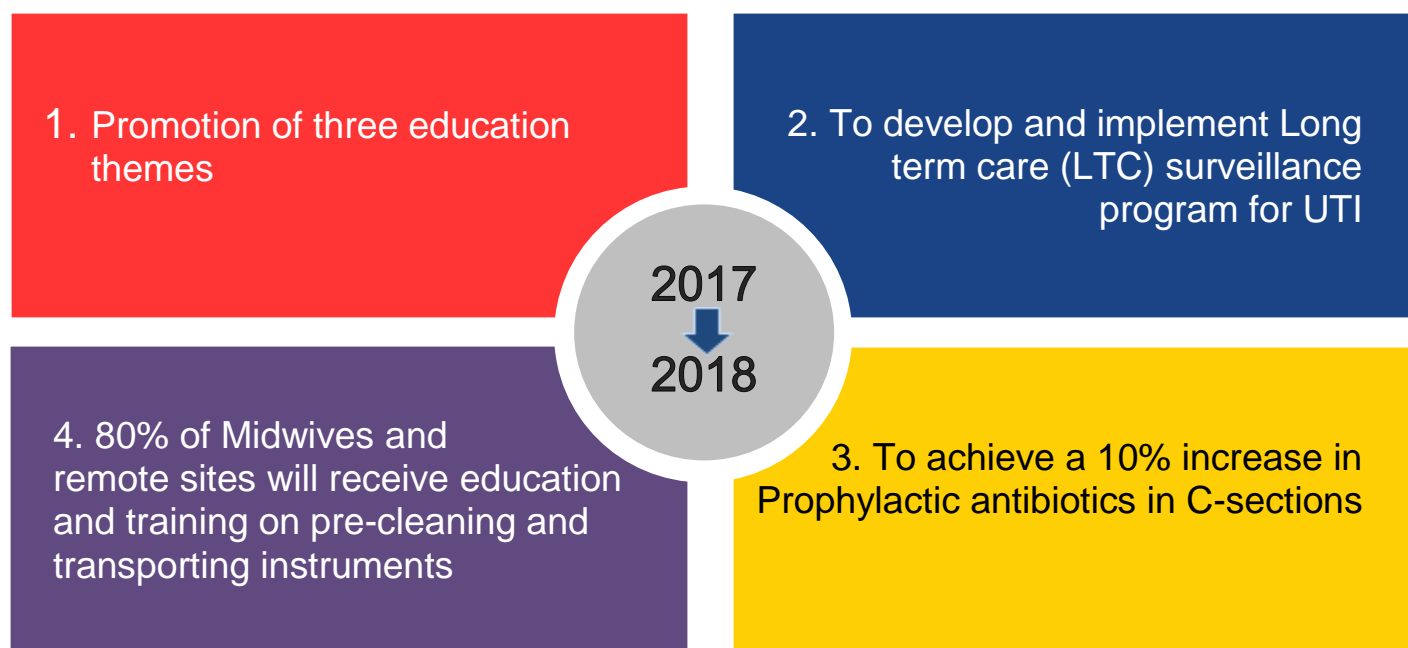 1. Promotion of three education
themes
2. To develop and implement Long
term care (LTC) surveillance
program for UTI
2017
2018
4. 80% of Midwives and
remote sites will receive education
and training on pre-cleaning and
transporting instruments
3. To achieve a 10% increase in
Prophylactic antibiotics in C-sections